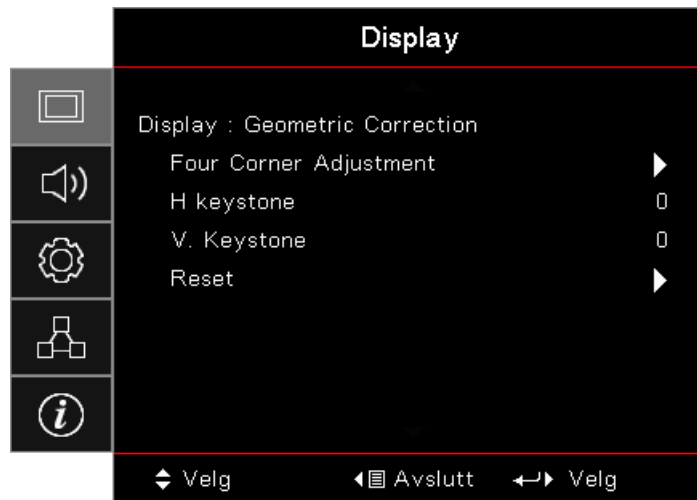 Display
Display : Geometric Correction
Four Corner Adjustment
H keystone 0
V. Keystone 0
Reset
Velg Avslutt Velg